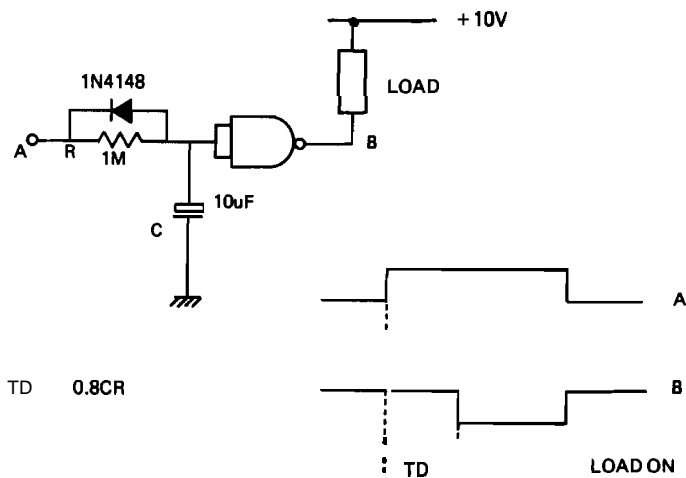 +10V
1N4148
LOAD
A
R
1M
B
10uF
C
A
TD 0.8CR
B
TD
LOAD ON